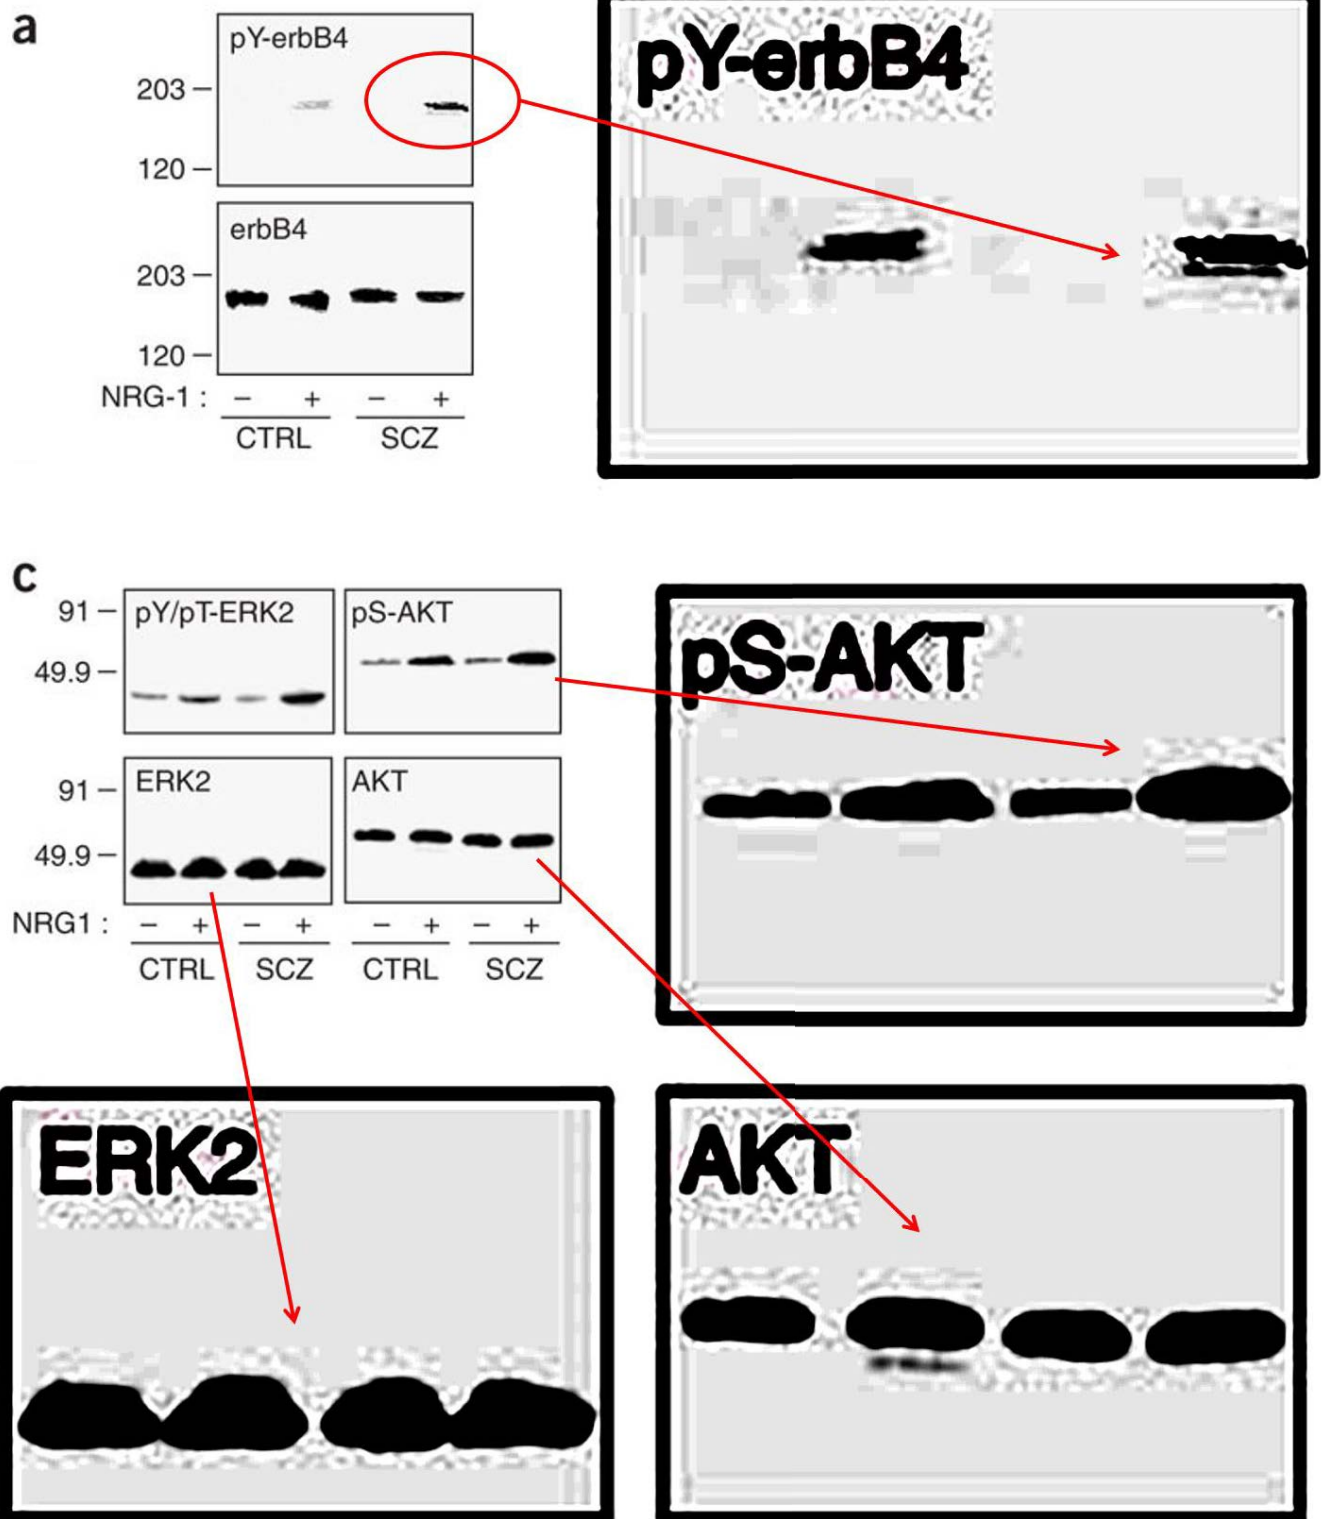 a
pY-erbB4
203
120
erbB4
203
120
NRG-1 : − + − +
CTRL SCZ
pY-erbB4
c
91
49.9
pY/pT-ERK2
pS-AKT
91
49.9
ERK2
AKT
NRG1 : − + − + − + − +
CTRL SCZ CTRL SCZ
pS-AKT
ERK2
AKT